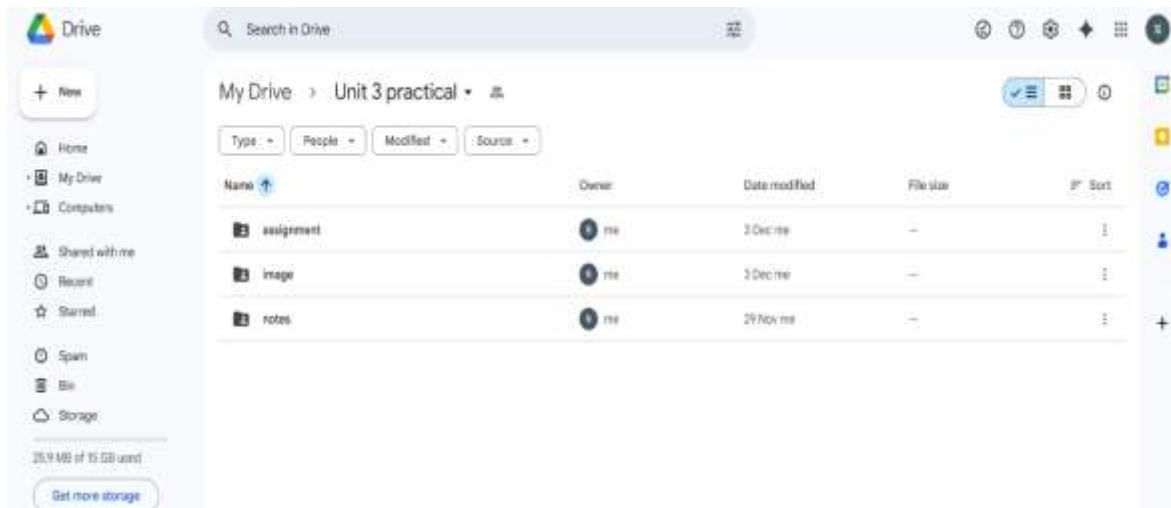 Drive
Search in Drive
New
My Drive > Unit 3 practical
Type People Modified Source
Name Owner Date modified File size Sort
assignment me 3 Dec me —
image me 3 Dec me —
notes me 29 Nov me —
Home
My Drive
Computers
Shared with me
Recent
Starred
Spam
Bin
Storage
25.9 MB of 15 GB used
Get more storage